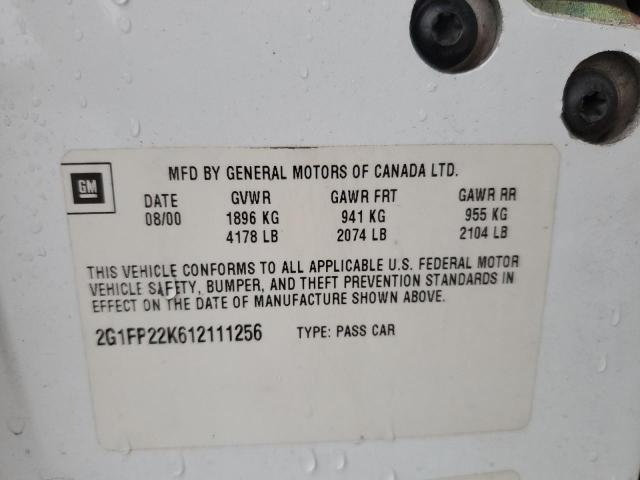 MFD BY GENERAL MOTORS OF CANADA LTD.
GM
DATE GVWR GAWR FRT GAWR RR
08/00 1896 KG 941 KG 955 KG
4178 LB 2074 LB 2104 LB
THIS VEHICLE CONFORMS TO ALL APPLICABLE U.S. FEDERAL MOTOR
VEHICLE SAFETY, BUMPER, AND THEFT PREVENTION STANDARDS IN
EFFECT ON THE DATE OF MANUFACTURE SHOWN ABOVE.
2G1FP22K612111256 TYPE: PASS CAR